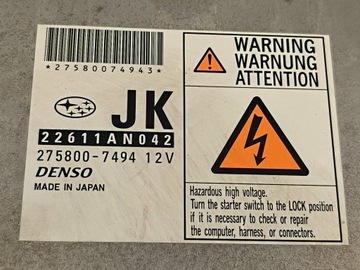 *27580074943*
JK
22611AN042
275800-7494 12V
DENSO
MADE IN JAPAN
WARNING
WARNUNG
ATTENTION
Hazardous high voltage.
Turn the starter switch to the LOCK position
if it is necessary to check or repair
the computer, harness, or connectors.